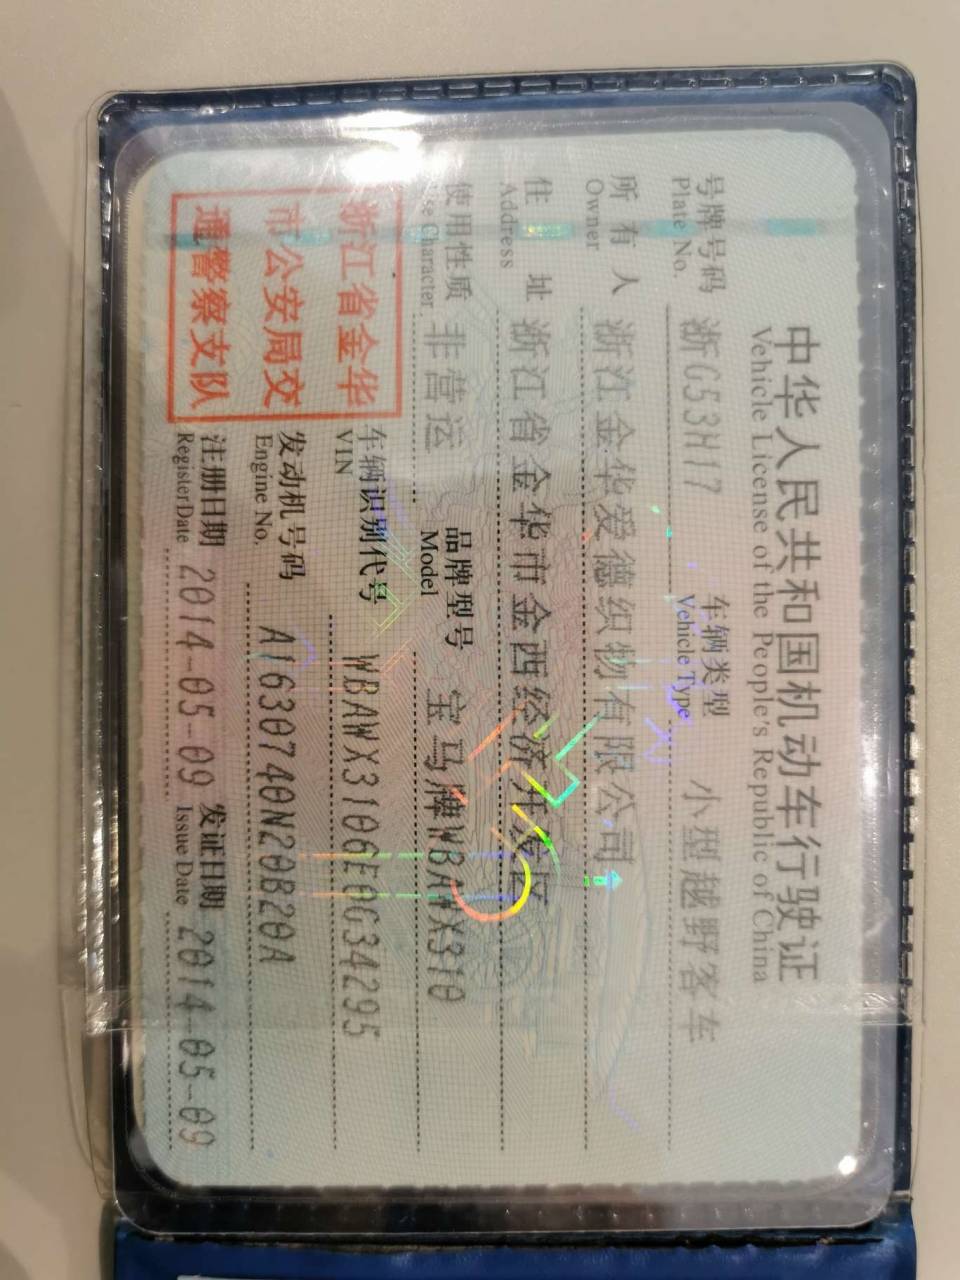 中华人民共和国机动车行驶证
Vehicle License of the People's Republic of China
号牌号码 浙G53H17 车辆类型 小型越野客车
Plate No. Vehicle Type
所有人 浙江金华爱德织物有限公司
Owner
住址 浙江省金华市金西经济开发区
Address
使用性质 非营运 品牌型号 宝马牌WBAWX310
Use Character Model
浙江省金华
市公安局交
通警察支队
车辆识别代号 WBAWX3106E0G34295
VIN
发动机号码 A1630740N20B20A
Engine No.
注册日期 2014-05-09 发证日期 2014-05-09
Register Date Issue Date